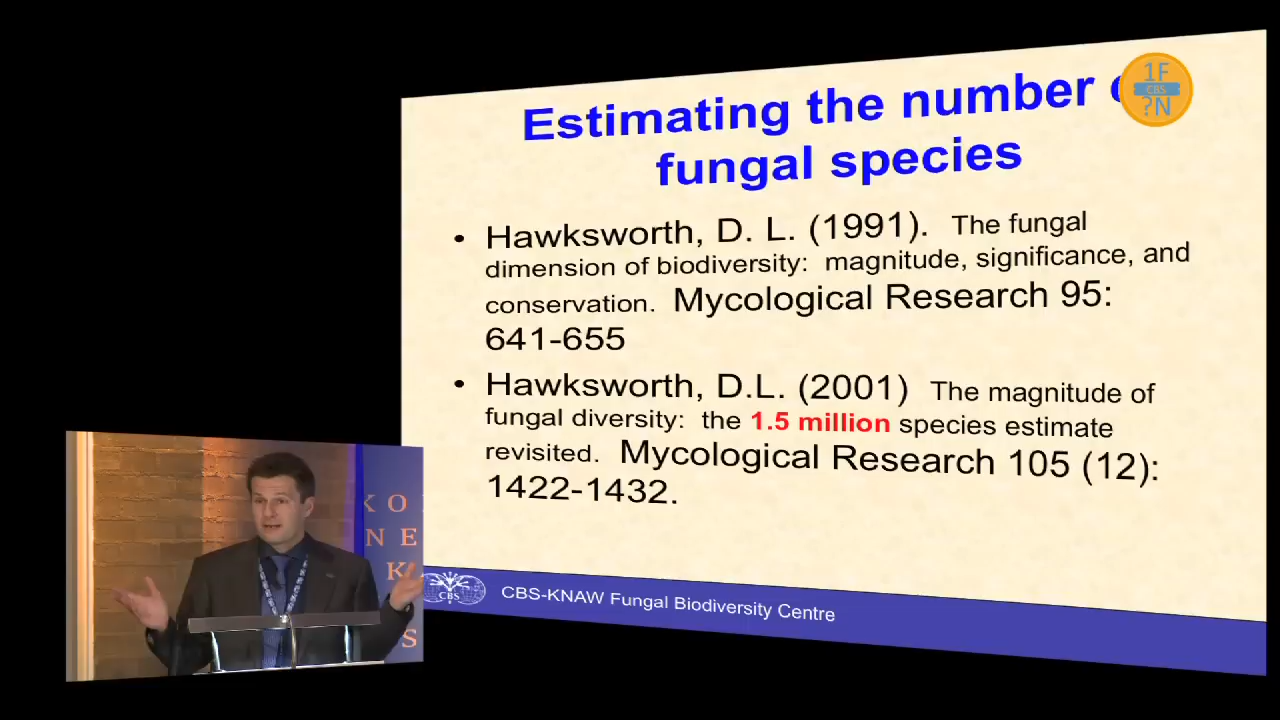 Estimating the number
fungal species
• Hawksworth, D. L. (1991). The fungal
dimension of biodiversity: magnitude, significance, and
conservation. Mycological Research 95:
641-655
• Hawksworth, D.L. (2001) The magnitude of
fungal diversity: the 1.5 million species estimate
revisited. Mycological Research 105 (12):
1422-1432.
1F
CBS
?N
K O
N E
K
S
CBS
CBS-KNAW Fungal Biodiversity Centre